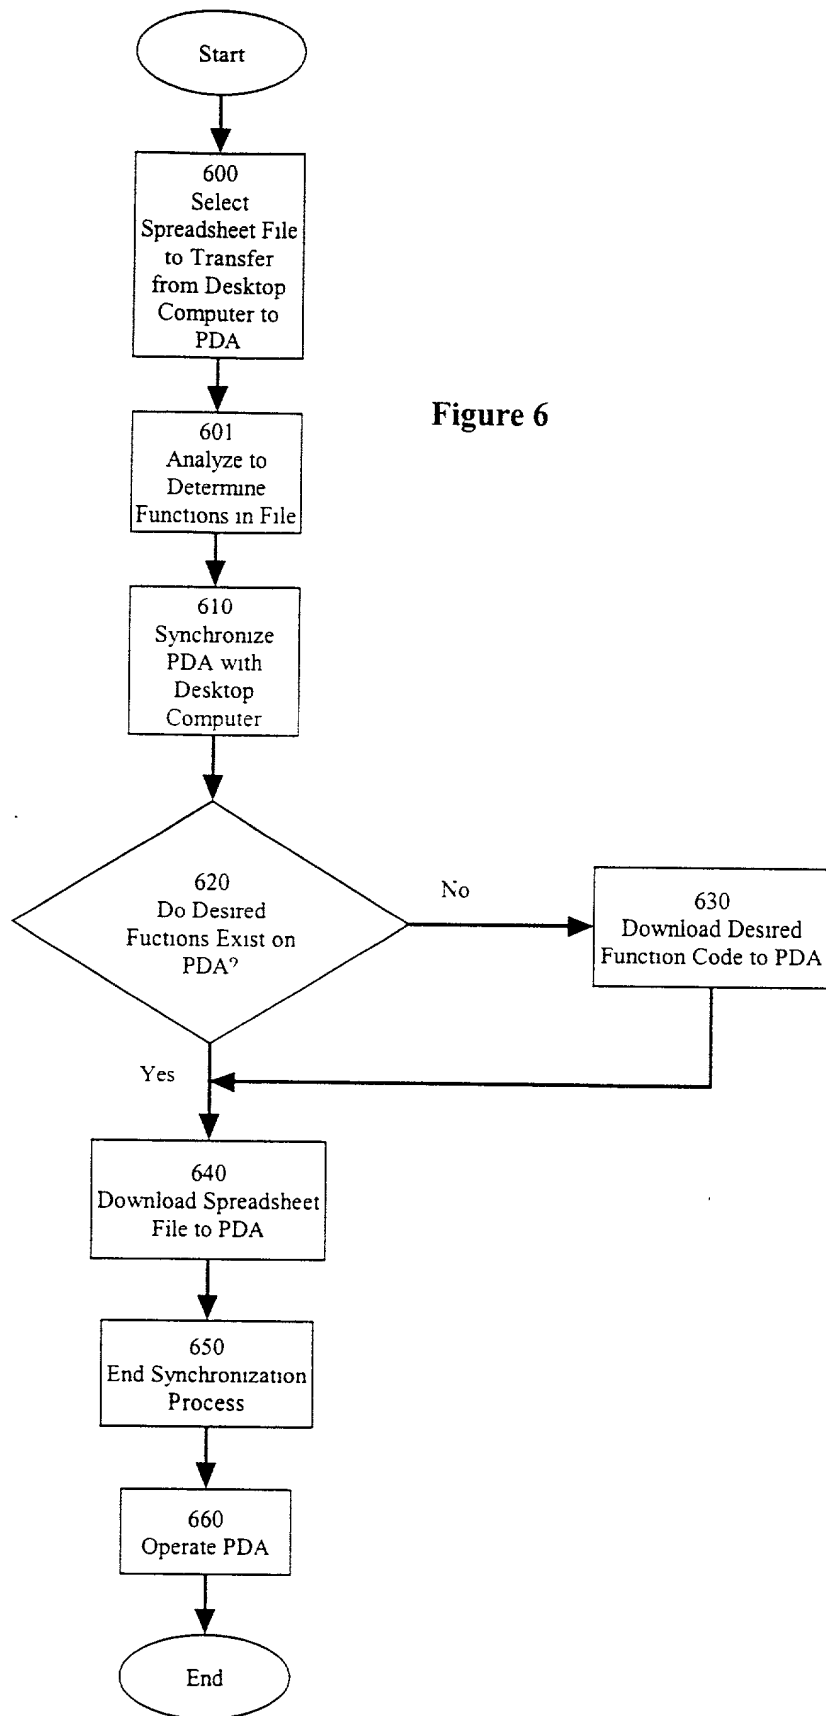 Start
600
Select
Spreadsheet File
to Transfer
from Desktop
Computer to
PDA
Figure 6
601
Analyze to
Determine
Functions in File
610
Synchronize
PDA with
Desktop
Computer
620
Do Desired
Fuctions Exist on
PDA?
No
630
Download Desired
Function Code to PDA
Yes
640
Download Spreadsheet
File to PDA
650
End Synchronization
Process
660
Operate PDA
End